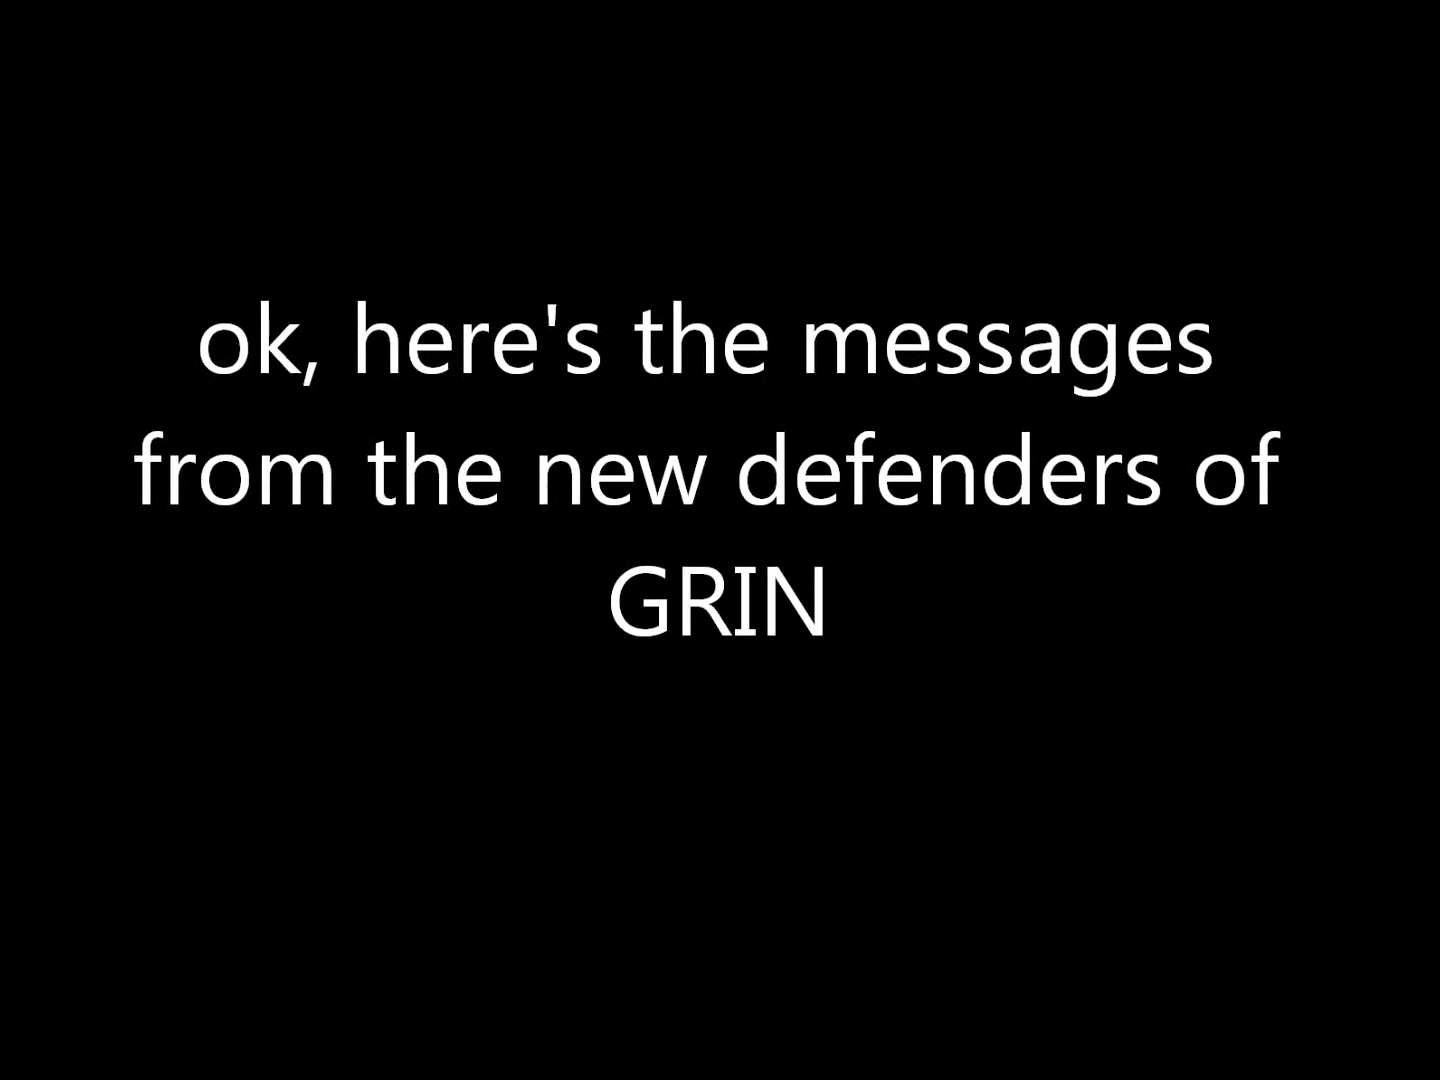 ok, here's the messages
from the new defenders of
GRIN